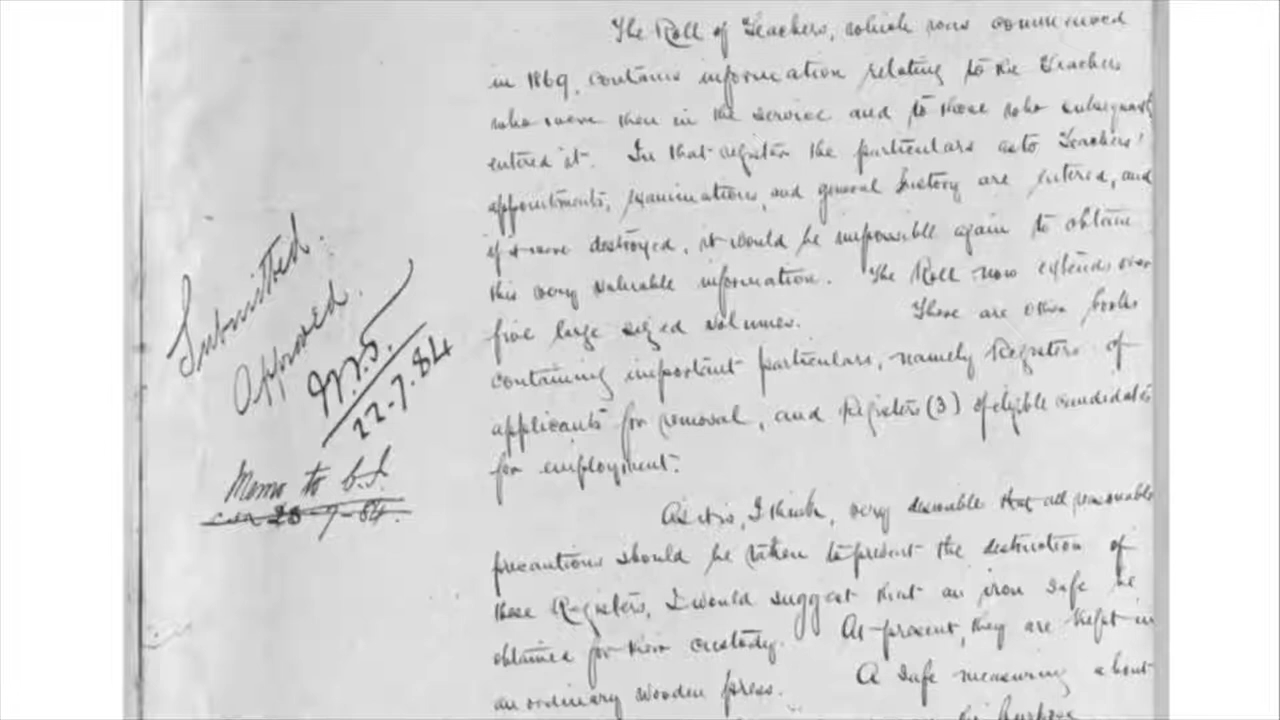 The Roll of Teachers, which was commenced
in 1869, contains information relating to the Teachers
who were then in the service and to those who subsequently
entered it. In that register the particulars as to Teachers'
appointments, examinations, and general history are entered, and
if it were destroyed, it would be impossible again to obtain
this very valuable information. The Roll now extends over
five large sized volumes. There are other books
containing important particulars, namely Registers of
applicants for removal, and Registers (3) of eligible candidates
for employment.
As it is, I think, very desirable that all reasonable
precautions should be taken to prevent the destruction of
these Registers, I would suggest that an iron safe be
obtained for their custody. At present, they are kept in
an ordinary wooden press. A safe measuring about
purpose
Submitted.
Approved.
22-7.84
Memo to C.I.
7-84.